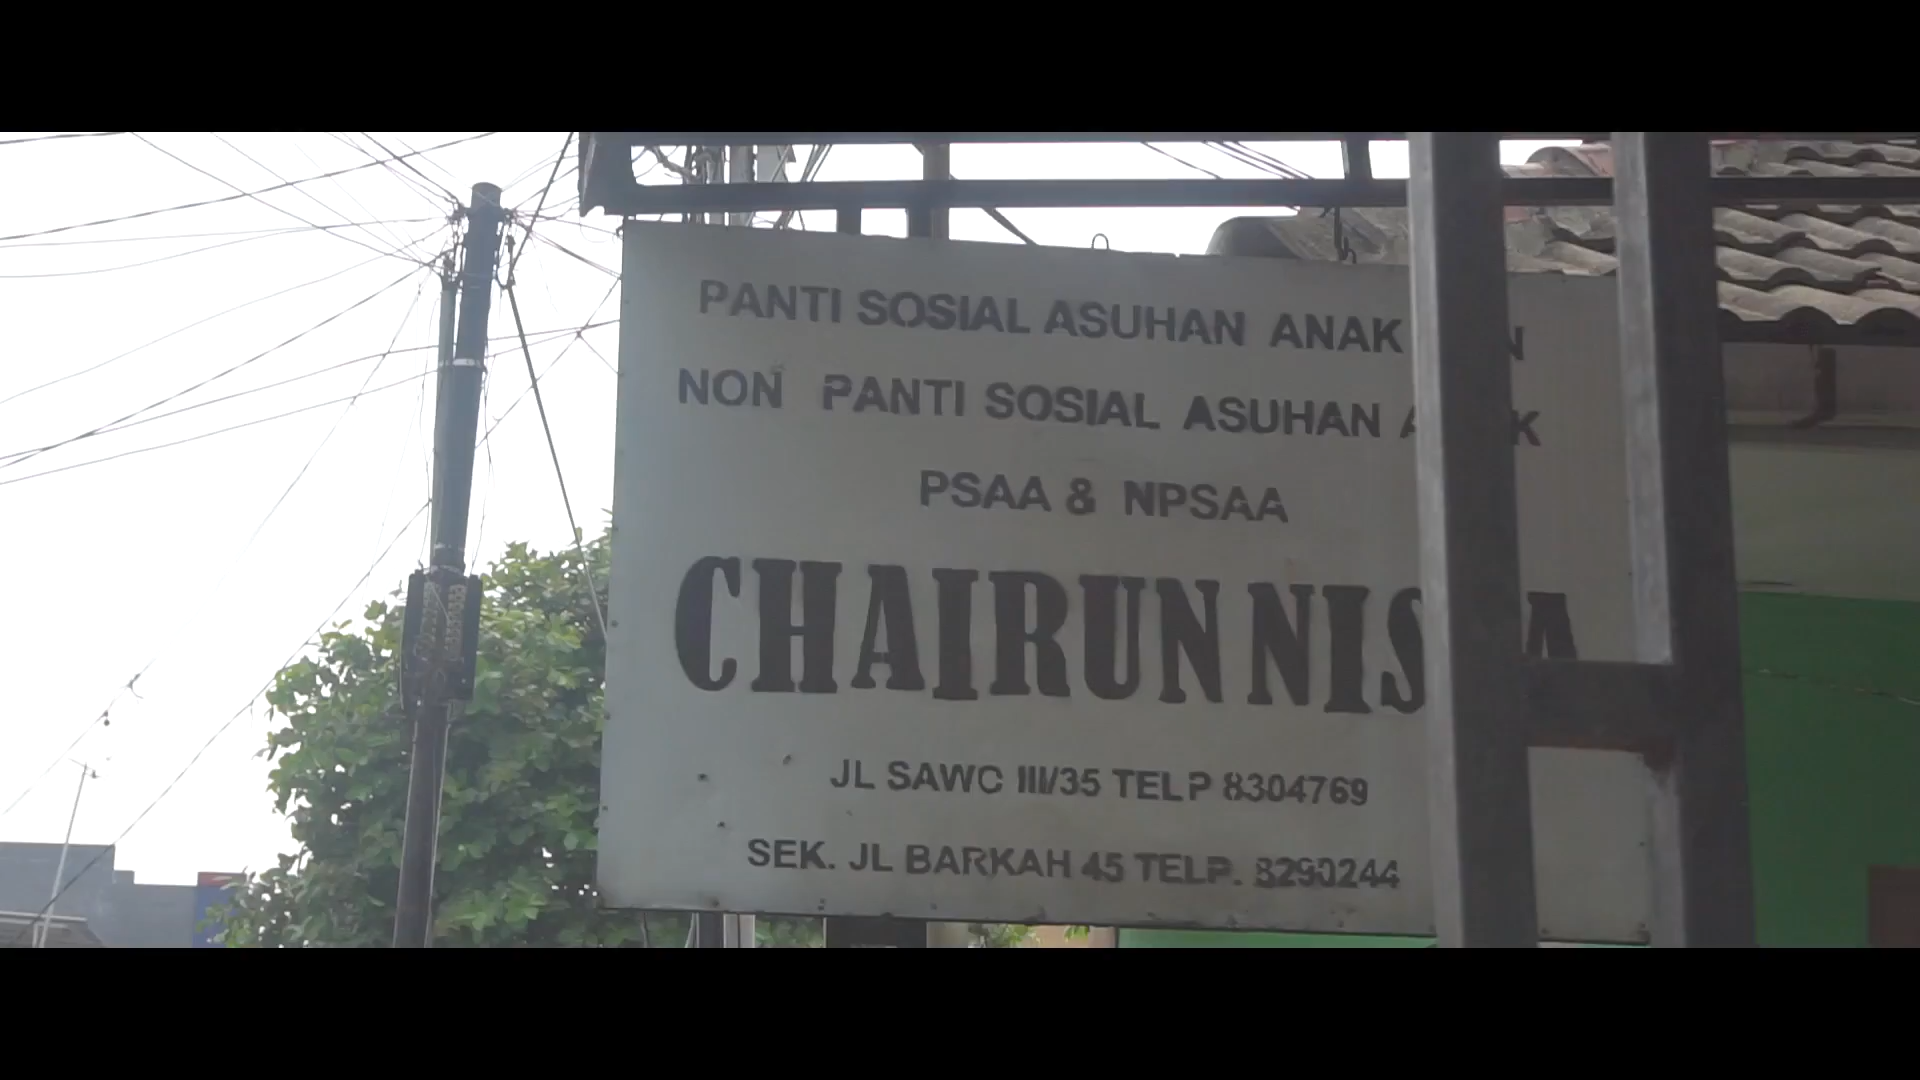 PANTI SOSIAL ASUHAN ANAK
NON PANTI SOSIAL ASUHAN
PSAA & NPSAA
CHAIRUNNIS A
JL SAWO III/35 TELP 8304769
SEK. JL BARKAH 45 TELP. 8290244